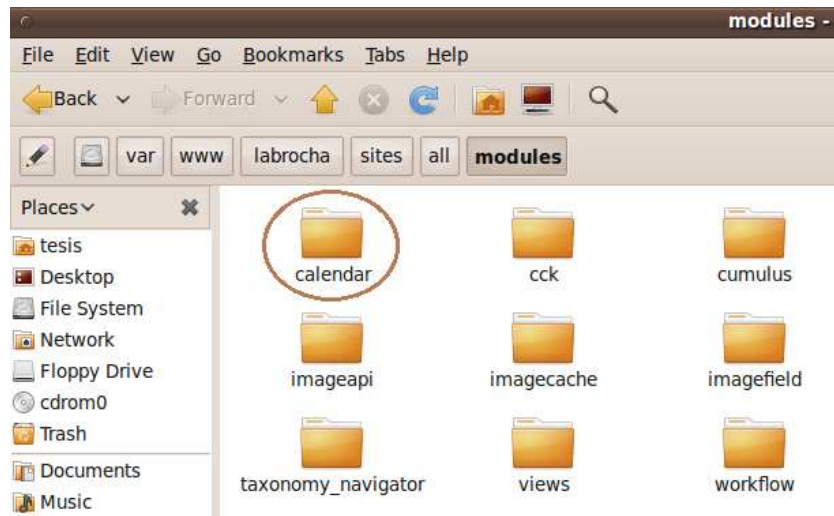 modules -
File Edit View Go Bookmarks Tabs Help
Back Forward
var www labrocha sites all modules
Places
tesis
Desktop
File System
Network
Floppy Drive
cdrom0
Trash
Documents
Music
calendar cck cumulus
imageapi imagecache imagefield
taxonomy_navigator views workflow